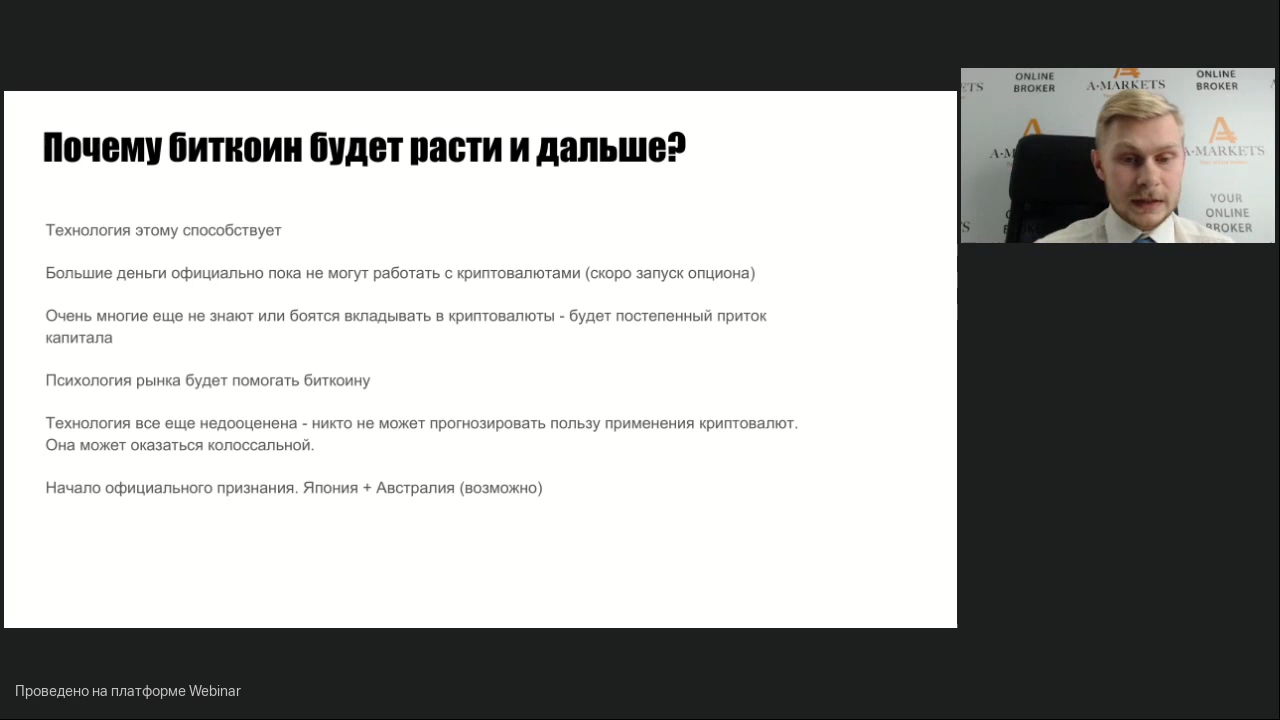 Почему биткоин будет расти и дальше?
Технология этому способствует
Большие деньги официально пока не могут работать с криптовалютами (скоро запуск опциона)
Очень многие еще не знают или боятся вкладывать в криптовалюты - будет постепенный приток
капитала
Психология рынка будет помогать биткоину
Технология все еще недооценена - никто не может прогнозировать пользу применения криптовалют.
Она может оказаться колоссальной.
Начало официального признания. Япония + Австралия (возможно)
ONLINE
BROKER
A·MARKETS
ONLINE
BROKER
A·MARKETS
YOUR
ONLINE
BROKER
Проведено на платформе Webinar